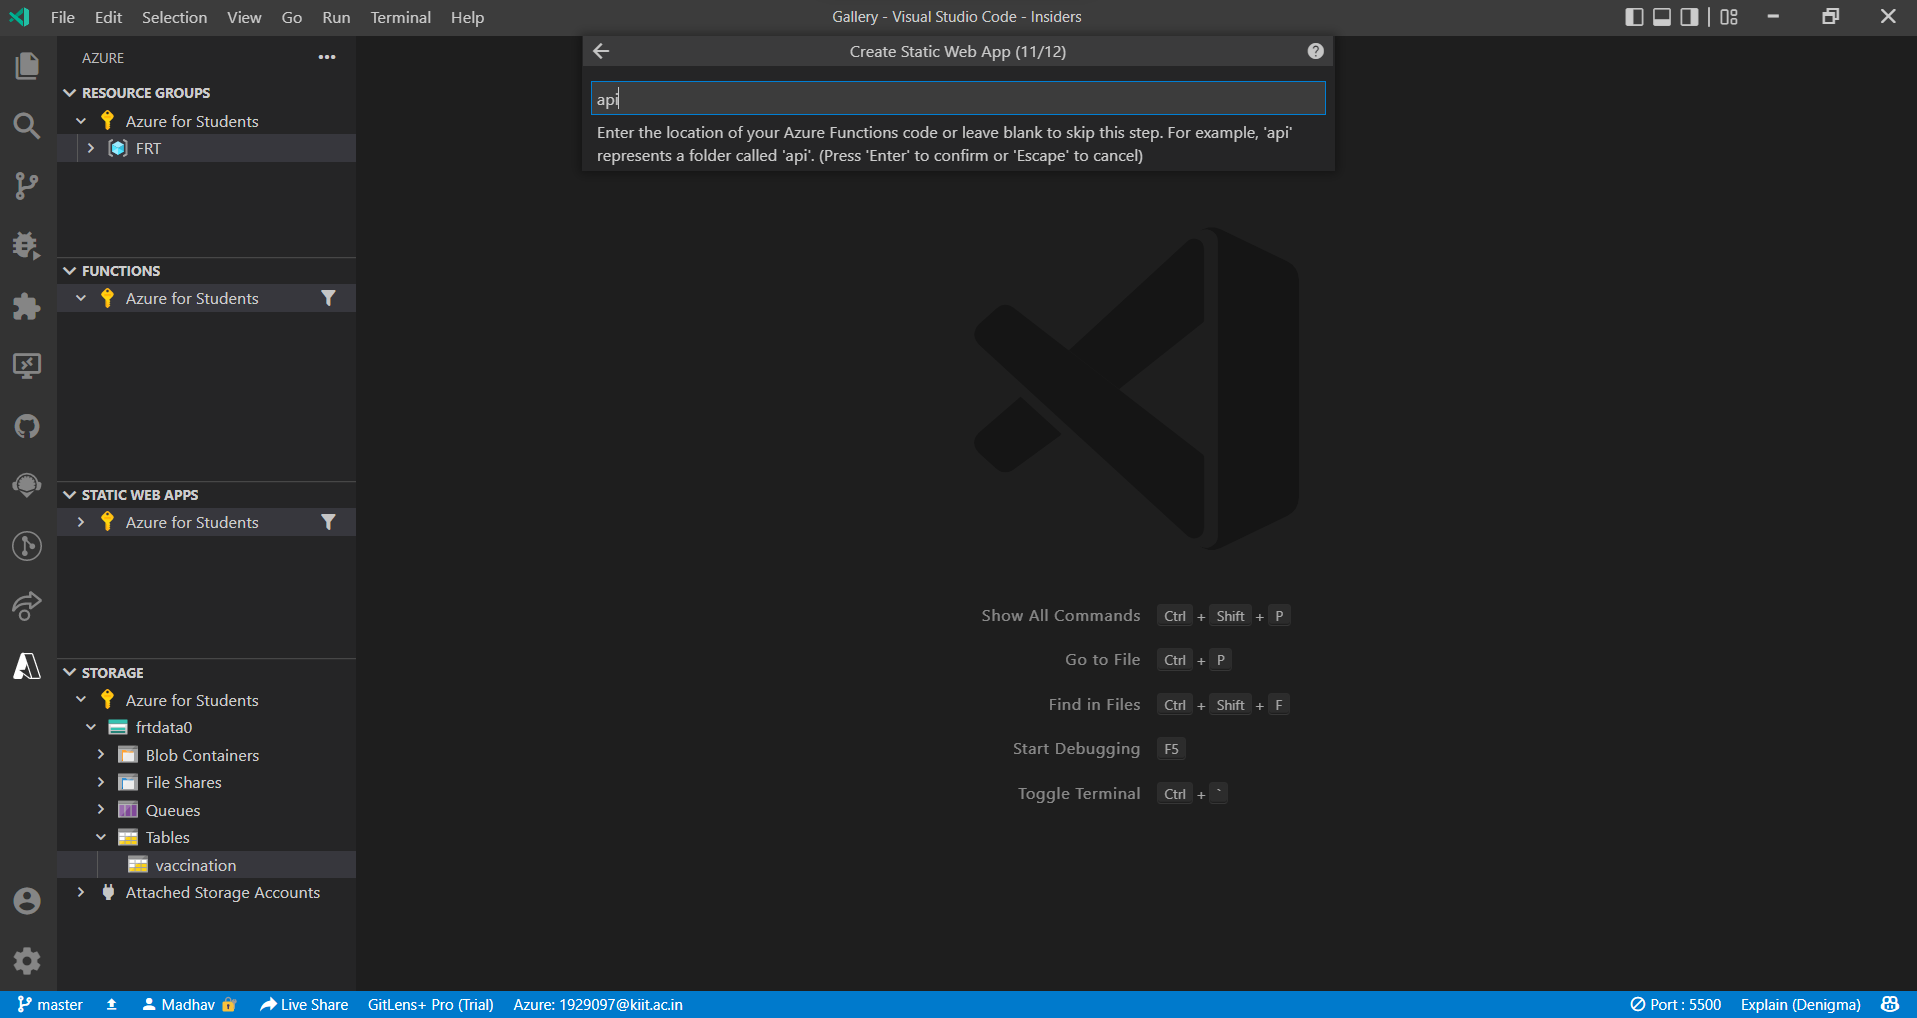 File Edit Selection View Go Run Terminal Help
Gallery - Visual Studio Code - Insiders
AZURE
RESOURCE GROUPS
Azure for Students
FRT
FUNCTIONS
Azure for Students
STATIC WEB APPS
Azure for Students
STORAGE
Azure for Students
frtdata0
Blob Containers
File Shares
Queues
Tables
vaccination
Attached Storage Accounts
Create Static Web App (11/12)
api
Enter the location of your Azure Functions code or leave blank to skip this step. For example, 'api'
represents a folder called 'api'. (Press 'Enter' to confirm or 'Escape' to cancel)
Show All Commands Ctrl + Shift + P
Go to File Ctrl + P
Find in Files Ctrl + Shift + F
Start Debugging F5
Toggle Terminal Ctrl + `
master Madhav Live Share GitLens+ Pro (Trial) Azure: 1929097@kiit.ac.in Port : 5500 Explain (Denigma)